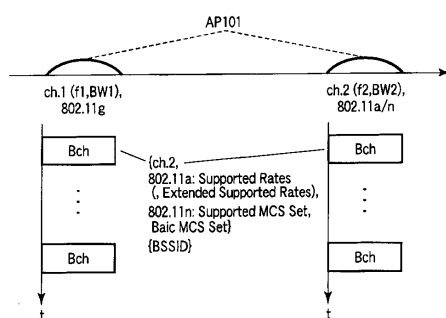 AP101
ch.1 (f1,BW1),
802.11g
ch.2 (f2,BW2),
802.11a/n
Bch
{ch.2,
802.11a: Supported Rates
(, Extended Supported Rates),
802.11n: Supported MCS Set,
Baic MCS Set}
{BSSID}
Bch
Bch
Bch
t
t